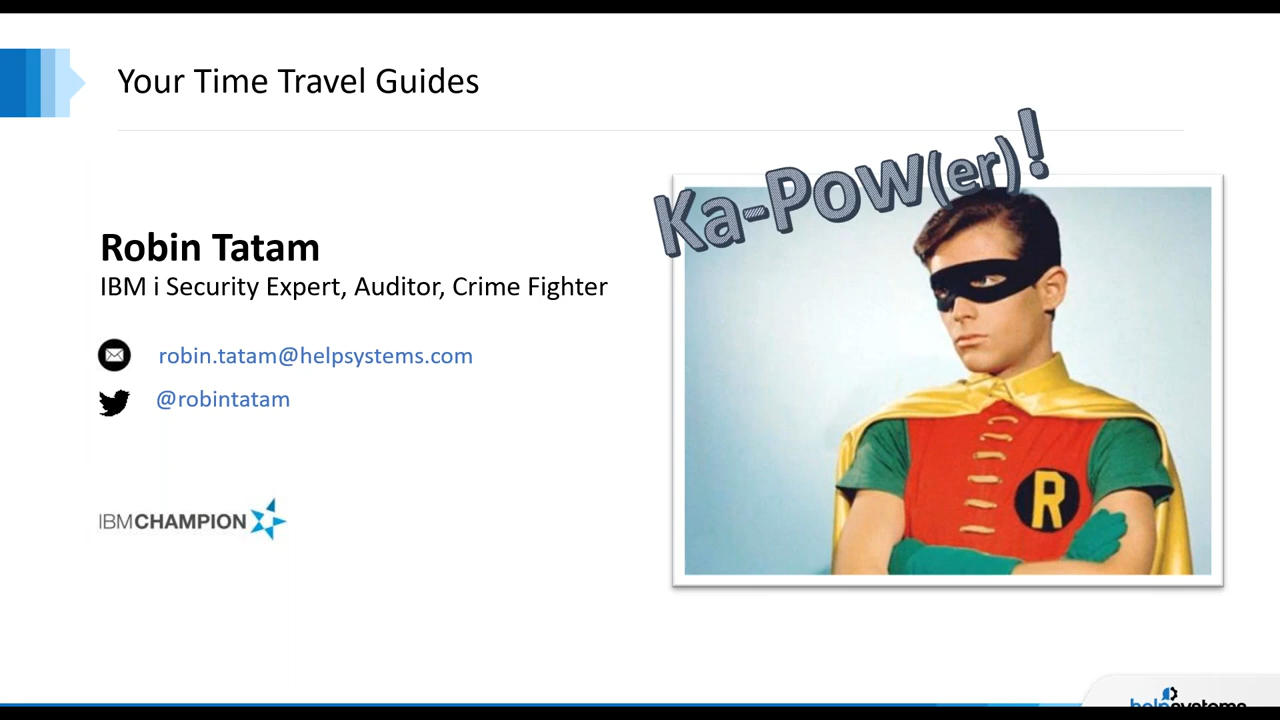 Your Time Travel Guides
Ka-Pow(er)!
Robin Tatam
IBM i Security Expert, Auditor, Crime Fighter
robin.tatam@helpsystems.com
@robintatam
IBMCHAMPION
R
helpsystems